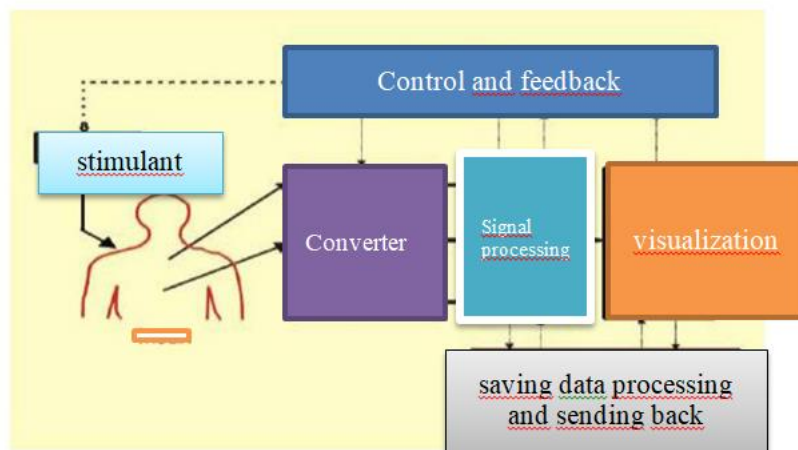 Control and feedback
stimulant
Converter
Signal
processing
visualization
saving data processing
and sending back